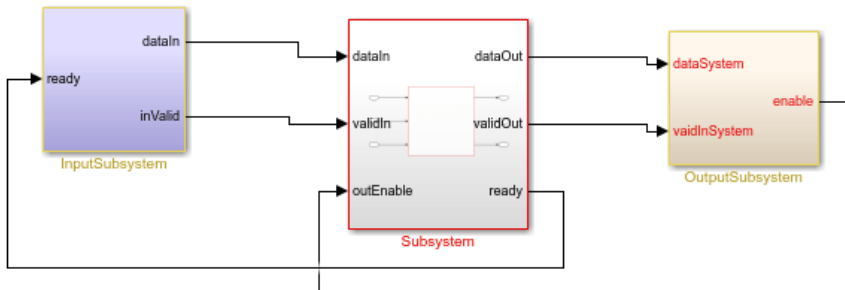 dataIn
ready
inValid
InputSubsystem
dataIn
dataOut
validIn
validOut
outEnable
ready
Subsystem
dataSystem
enable
vaidInSystem
OutputSubsystem